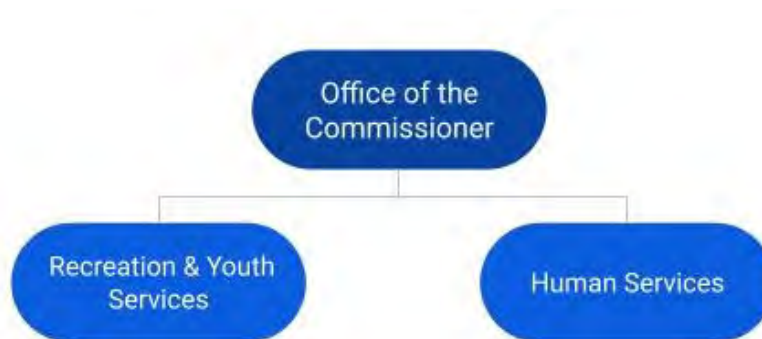 Office of the
Commissioner
Recreation & Youth
Services
Human Services